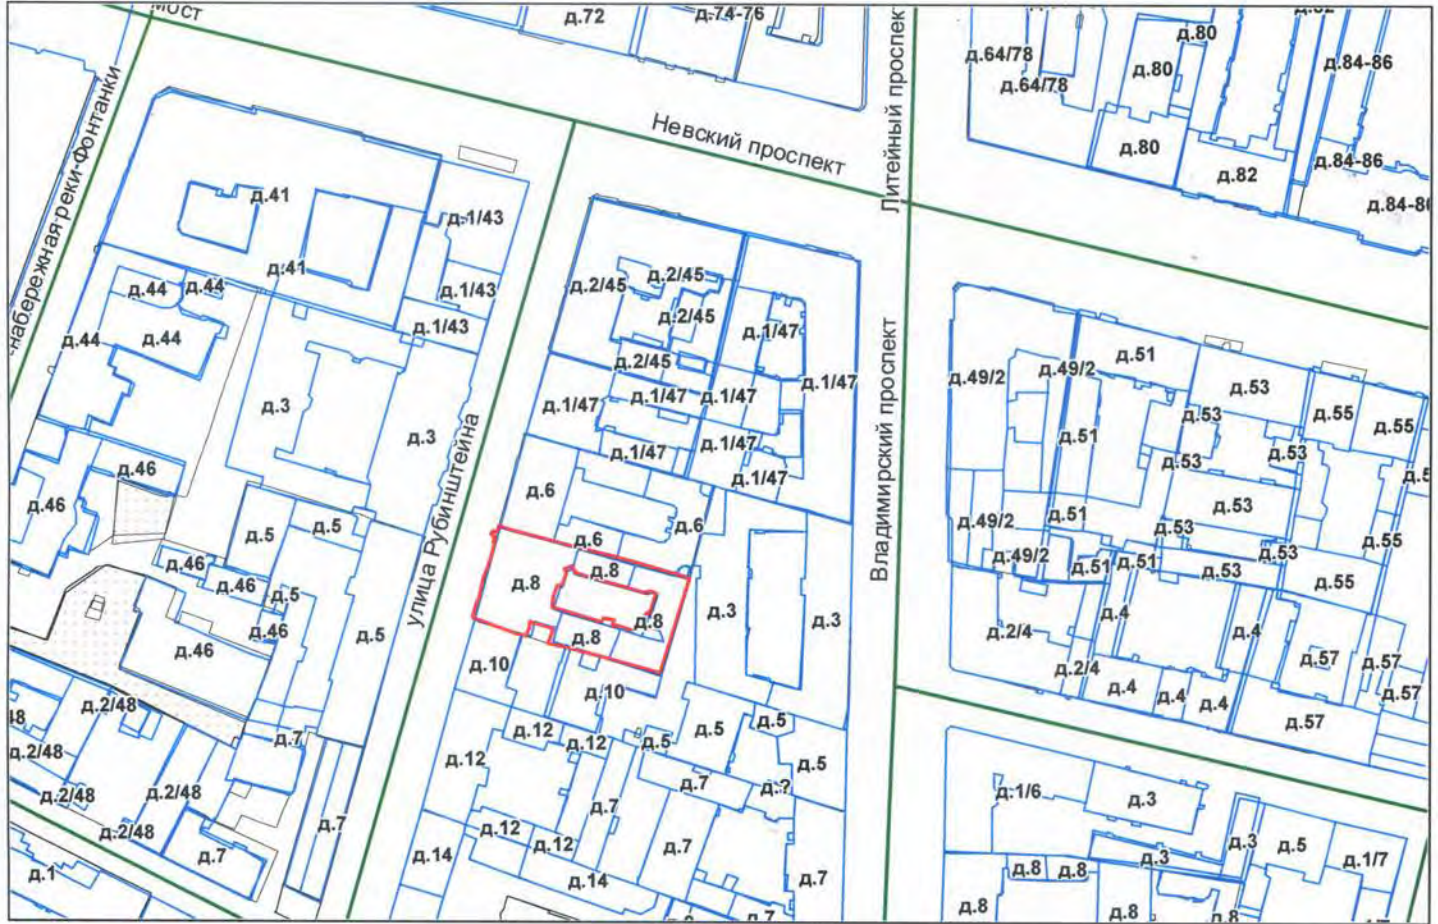 мост
д.72
д.74-76
д.82
д.80
д.64/78
д.80
д.84-86
д.64/78
Литейный проспек
Невский проспект
д.80
д.82
д.84-86
д.84-8
набережная реки Фонтанки
д.41
д.1/43
д.41
д.1/43
д.1/43
д.44
д.44
д.44
д.44
д.2/45
д.2/45
д.2/45
д.2/45
д.1/47
д.1/47
д.1/47
д.1/47
д.1/47
д.1/47
д.1/47
д.1/47
Владимирский проспект
д.49/2
д.49/2
д.51
д.53
д.55
д.55
д.53
д.51
д.53
д.53
д.53
д.5
д.51
д.49/2
д.49/2
д.53
д.53
д.55
д.51
д.51
д.53
д.55
д.3
д.3
улица Рубинштейна
д.46
д.46
д.5
д.5
д.46
д.46
д.5
д.46
д.46
д.5
д.6
д.6
д.6
д.8
д.8
д.8
д.8
д.3
д.3
д.2/4
д.2/4
д.4
д.4
д.4
д.4
д.4
д.57
д.57
д.57
д.57
д.10
д.10
д.12
д.12
д.12
д.5
д.5
д.5
д.5
д.7
д.?
д.7
д.2/48
48
д.2/48
д.2/48
д.2/48
д.2/48
д.7
д.7
д.7
д.1
д.12
д.12
д.14
д.14
д.7
д.7
д.7
д.1/6
д.3
д.3
д.3
д.5
д.1/7
д.8
д.8
д.8
д.8
д.8